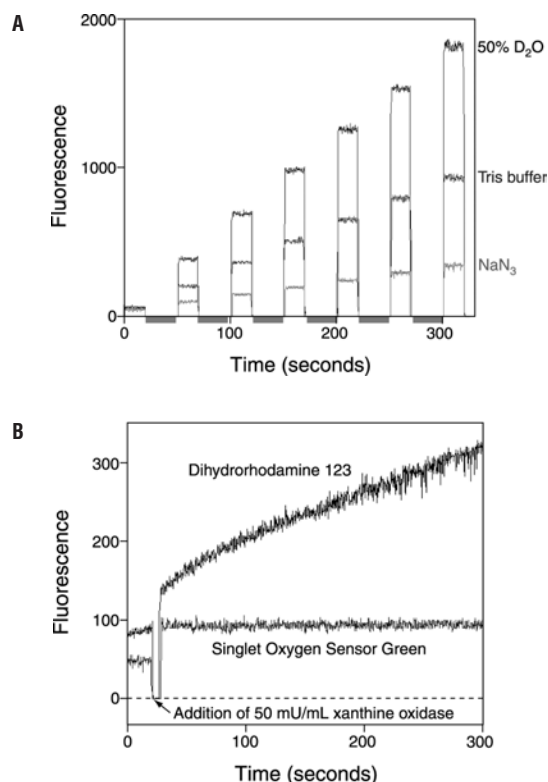 A
50% D₂O
Tris buffer
NaN₃
Fluorescence
1000
0
0
100
200
300
Time (seconds)
B
Dihydrorhodamine 123
Singlet Oxygen Sensor Green
Addition of 50 mU/mL xanthine oxidase
Fluorescence
300
200
100
0
0
100
200
300
Time (seconds)